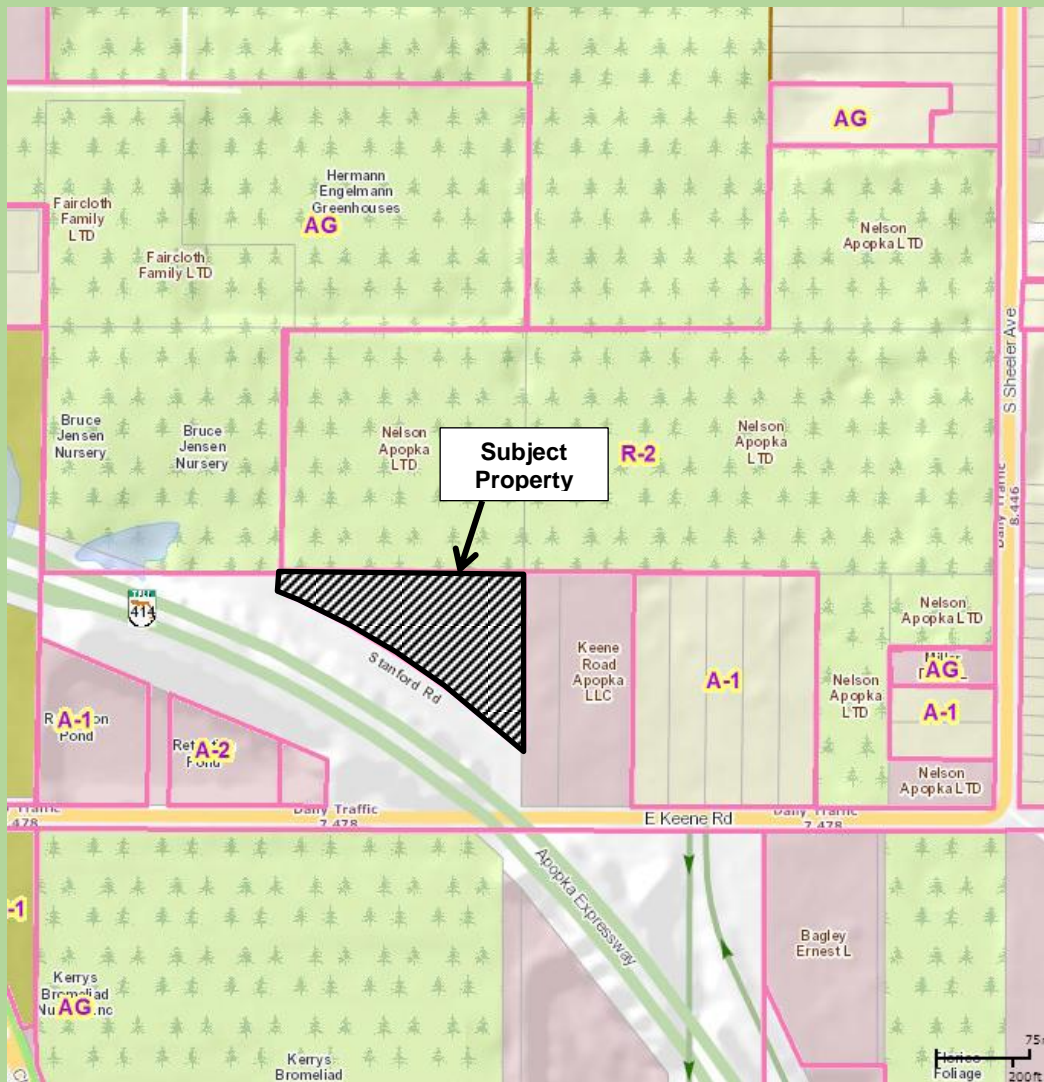 AG
Hermann
Engelmann
Greenhouses
AG
Faircloth
Family
LTD
Faircloth
Family LTD
Nelson
Apopka LTD
S Sheeler Ave
Bruce
Jensen
Nursery
Bruce
Jensen
Nursery
Nelson
Apopka
LTD
Subject
Property
R-2
Nelson
Apopka
LTD
Daily Traffic
8,446
414
Stanford Rd
Keene
Road
Apopka
LLC
A-1
Nelson
Apopka
LTD
Nelson
Apopka LTD
AG
A-1
Nelson
Apopka LTD
A-1
Pond
A-2
Pond
Traffic
478
Daily Traffic
7,478
E Keene Rd
Daily Traffic
7,478
Apopka Expressway
-1
Bagley
Ernest L
Kerrys
Bromeliad
AG
Kerrys
Bromeliad
Foliage
200ft